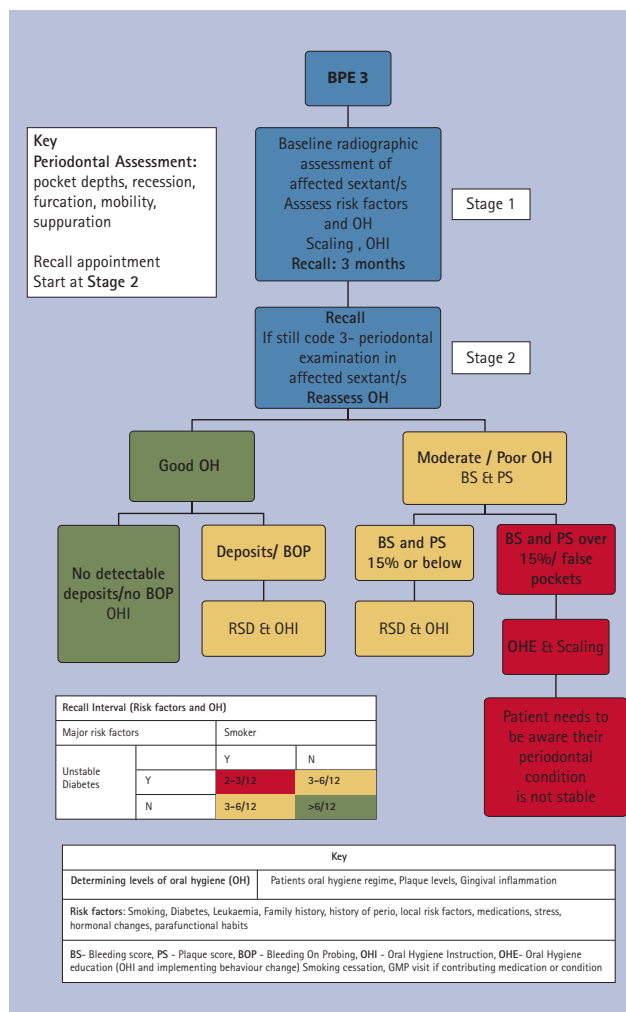 BPE 3
Key
Periodontal Assessment:
pocket depths, recession,
furcation, mobility,
suppuration
Recall appointment
Start at Stage 2
Baseline radiographic
assessment of
affected sextant/s
Asssess risk factors
and OH
Scaling , OHI
Recall: 3 months
Stage 1
Recall
If still code 3- periodontal
examination in
affected sextant/s
Reassess OH
Stage 2
Good OH
Moderate / Poor OH
BS & PS
No detectable
deposits/no BOP
OHI
Deposits/ BOP
RSD & OHI
BS and PS
15% or below
RSD & OHI
BS and PS over
15%/ false
pockets
OHE & Scaling
Patient needs to
be aware their
periodontal
condition
is not stable
Recall Interval (Risk factors and OH)
Major risk factors Smoker
Y N
Unstable
Diabetes
Y 2-3/12 3-6/12
N 3-6/12 >6/12
Key
Determining levels of oral hygiene (OH) Patients oral hygiene regime, Plaque levels, Gingival inflammation
Risk factors: Smoking, Diabetes, Leukaemia, Family history, history of perio, local risk factors, medications, stress,
hormonal changes, parafunctional habits
BS- Bleeding score, PS - Plaque score, BOP - Bleeding On Probing, OHI - Oral Hygiene Instruction, OHE- Oral Hygiene
education (OHI and implementing behaviour change) Smoking cessation, GMP visit if contributing medication or condition